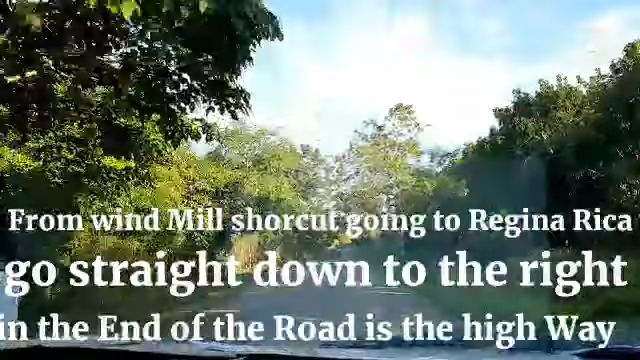 From wind Mill shorcut going to Regina Rica
go straight down to the right
in the End of the Road is the high Way